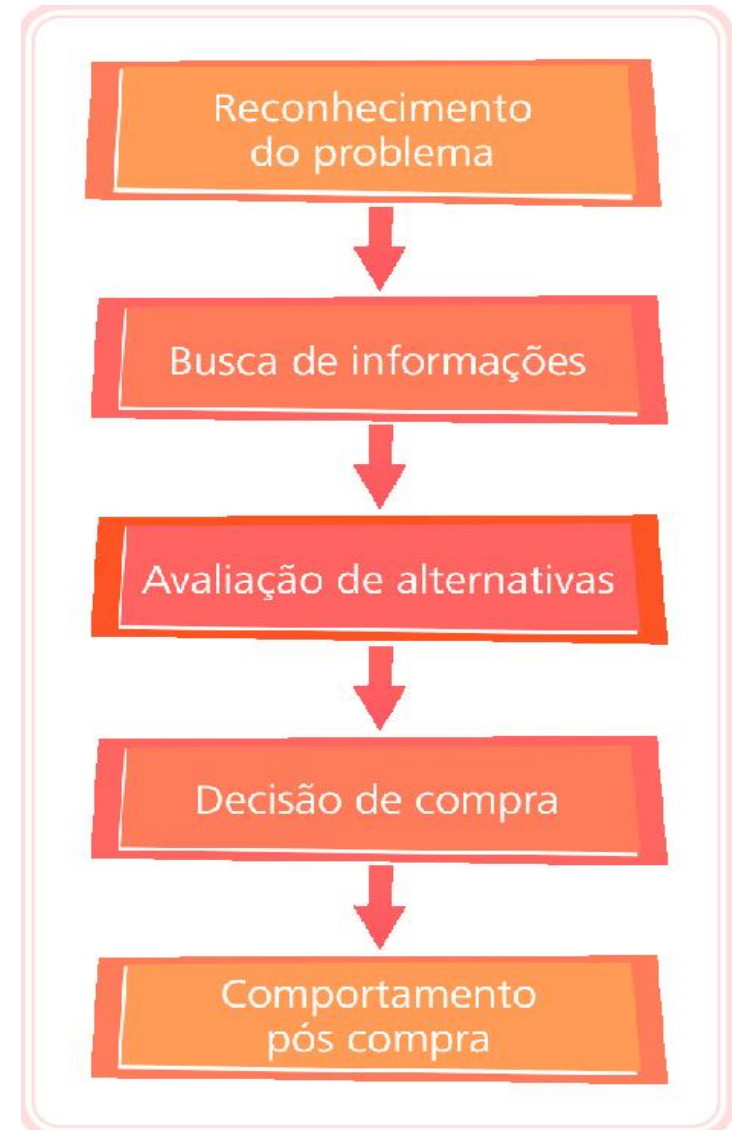 Reconhecimento
do problema
Busca de informações
Avaliação de alternativas
Decisão de compra
Comportamento
pós compra